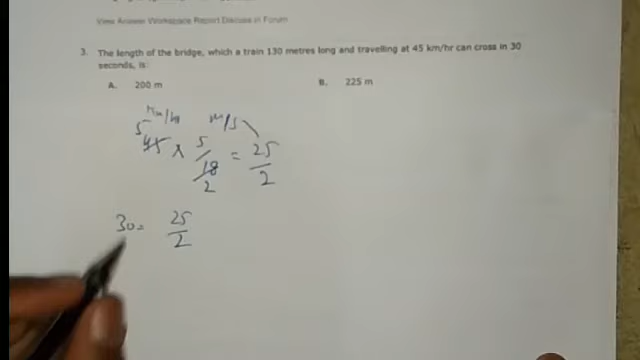 View Answer Workspace Report Discuss in Forum
3. The length of the bridge, which a train 130 metres long and travelling at 45 km/hr can cross in 30
seconds, is:
A. 200 m B. 225 m
Km/hr m/s
5 5
45 × 18 = 25/2
2
30 = 25/2